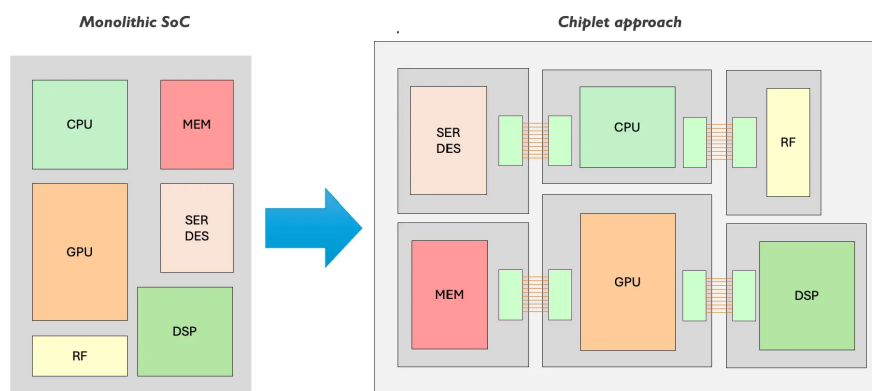 Monolithic SoC
Chiplet approach
CPU
MEM
GPU
SER
DES
DSP
RF
SER
DES
CPU
RF
MEM
GPU
DSP